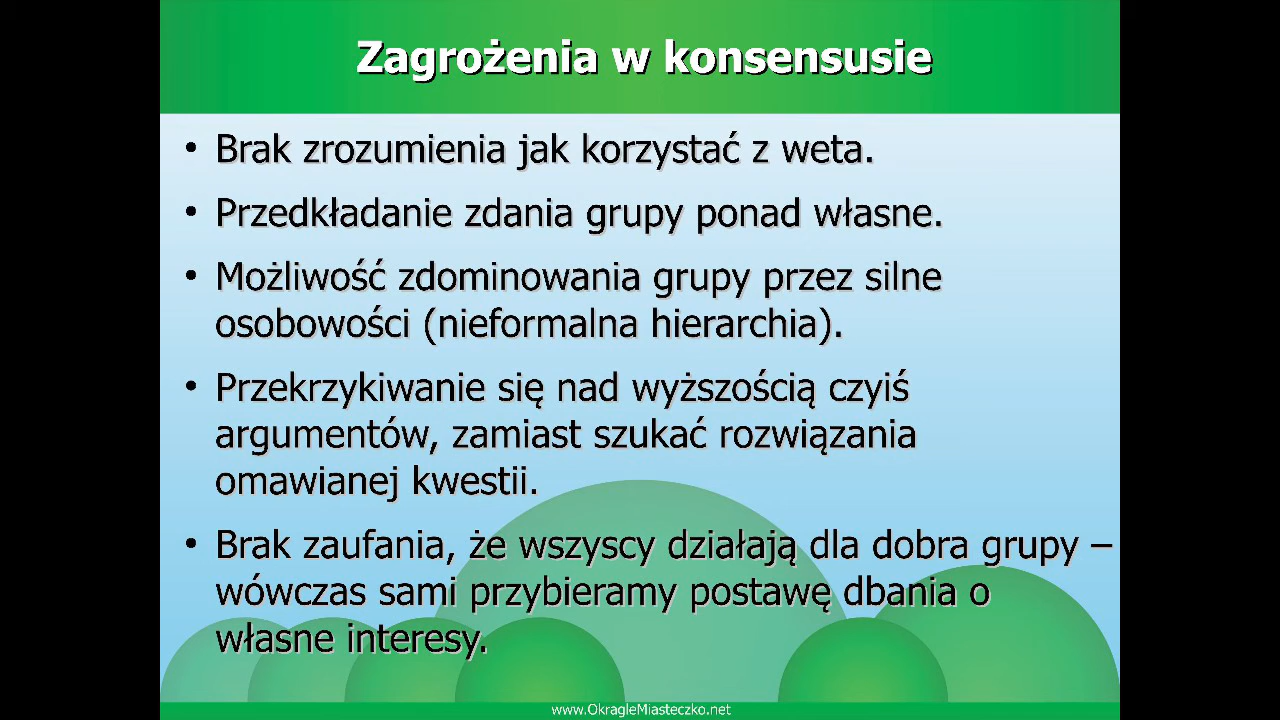 Zagrożenia w konsensusie
• Brak zrozumienia jak korzystać z weta.
• Przedkładanie zdania grupy ponad własne.
• Możliwość zdominowania grupy przez silne
osobowości (nieformalna hierarchia).
• Przekrzykiwanie się nad wyższością czyiś
argumentów, zamiast szukać rozwiązania
omawianej kwestii.
• Brak zaufania, że wszyscy działają dla dobra grupy –
wówczas sami przybieramy postawę dbania o
własne interesy.
www.OkragleMiasteczko.net